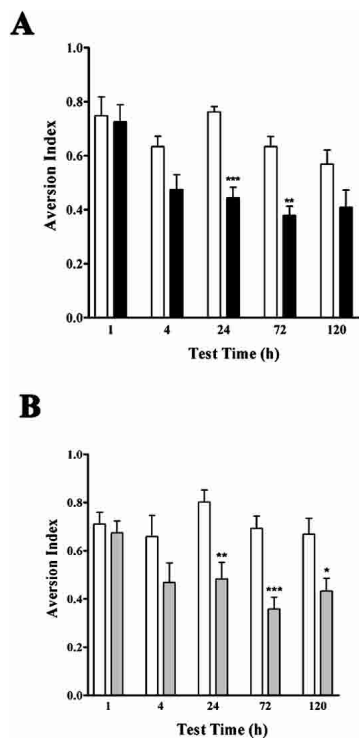 A
1.0
0.8
0.6
0.4
0.2
0.0
Aversion Index
***
**
1 4 24 72 120
Test Time (h)
B
1.0
0.8
0.6
0.4
0.2
0.0
Aversion Index
**
***
*
1 4 24 72 120
Test Time (h)